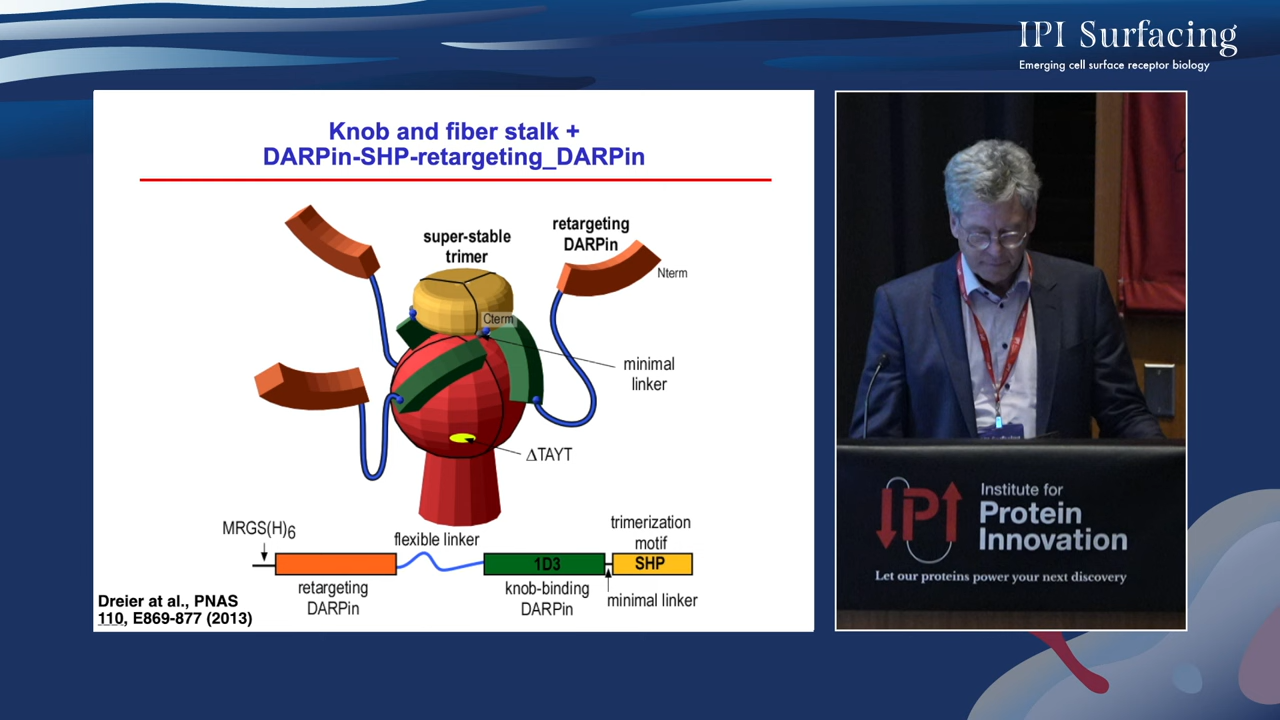 IPI Surfacing
Emerging cell surface receptor biology
Knob and fiber stalk +
DARPin-SHP-retargeting_DARPin
super-stable
trimer
retargeting
DARPin
Nterm
Cterm
minimal
linker
ΔTAYT
MRGS(H)6
flexible linker
trimerization
motif
1D3
SHP
retargeting
DARPin
knob-binding
DARPin
minimal linker
Dreier at al., PNAS
110, E869-877 (2013)
IPI
Institute for
Protein
Innovation
Let our proteins power your next discovery